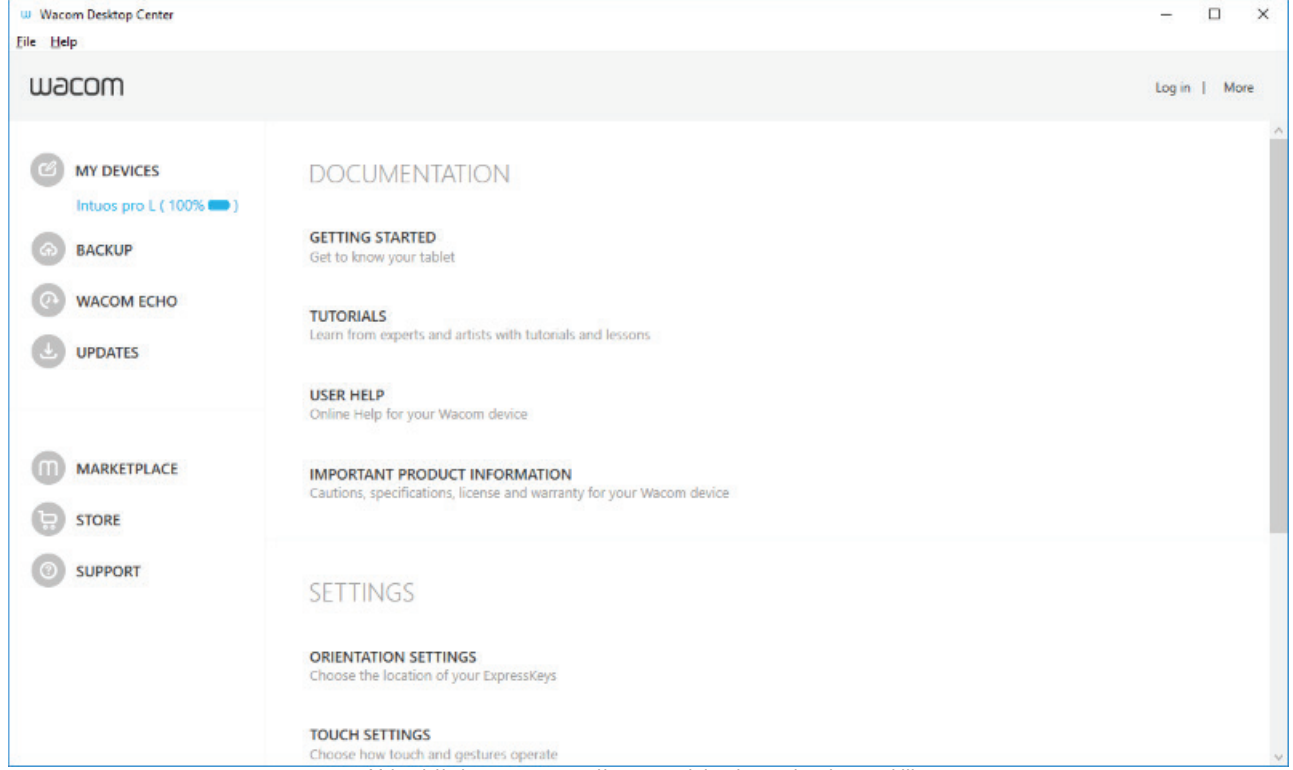 Wacom Desktop Center
File Help
wacom
Log in | More
MY DEVICES
Intuos pro L ( 100% )
BACKUP
WACOM ECHO
UPDATES
MARKETPLACE
STORE
SUPPORT
DOCUMENTATION
GETTING STARTED
Get to know your tablet
TUTORIALS
Learn from experts and artists with tutorials and lessons
USER HELP
Online Help for your Wacom device
IMPORTANT PRODUCT INFORMATION
Cautions, specifications, license and warranty for your Wacom device
SETTINGS
ORIENTATION SETTINGS
Choose the location of your ExpressKeys
TOUCH SETTINGS
Choose how touch and gestures operate